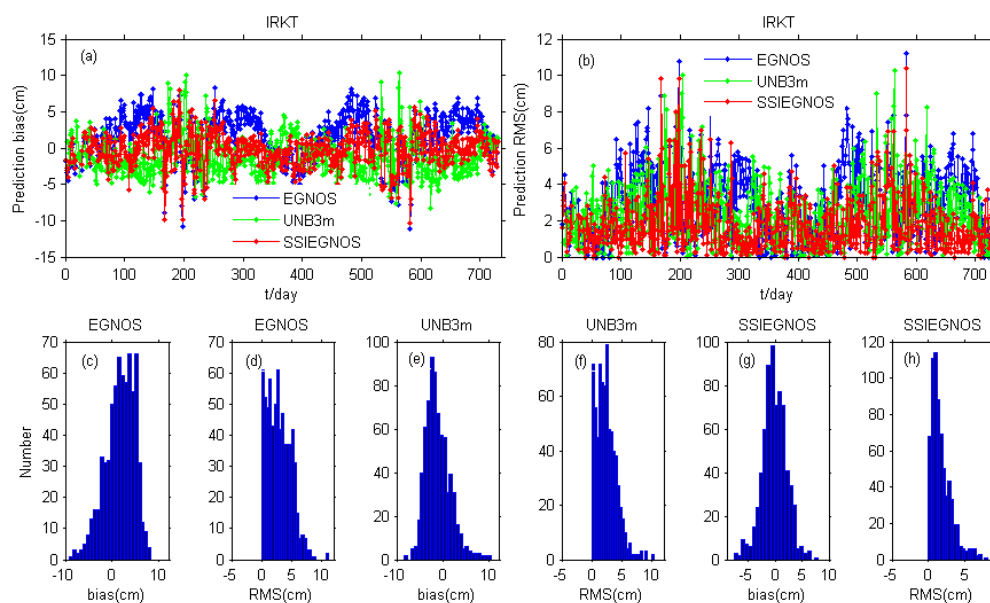 IRKT
IRKT
(a)
(b)
Prediction bias(cm)
15
10
5
0
-5
-10
-15
EGNOS
UNB3m
SSIEGNOS
0 100 200 300 400 500 600 700
t/day
Prediction RMS(cm)
12
10
8
6
4
2
0
EGNOS
UNB3m
SSIEGNOS
0 100 200 300 400 500 600 700
t/day
EGNOS
(c)
Number
70
60
50
40
30
20
10
0
-10 0 10
bias(cm)
EGNOS
(d)
70
60
50
40
30
20
10
0
-5 0 5 10
RMS(cm)
UNB3m
(e)
100
80
60
40
20
0
-10 0 10
bias(cm)
UNB3m
(f)
80
60
40
20
0
-5 0 5 10
RMS(cm)
SSIEGNOS
(g)
100
80
60
40
20
0
-10 0 10
bias(cm)
SSIEGNOS
(h)
120
100
80
60
40
20
0
-5 0 5 10
RMS(cm)